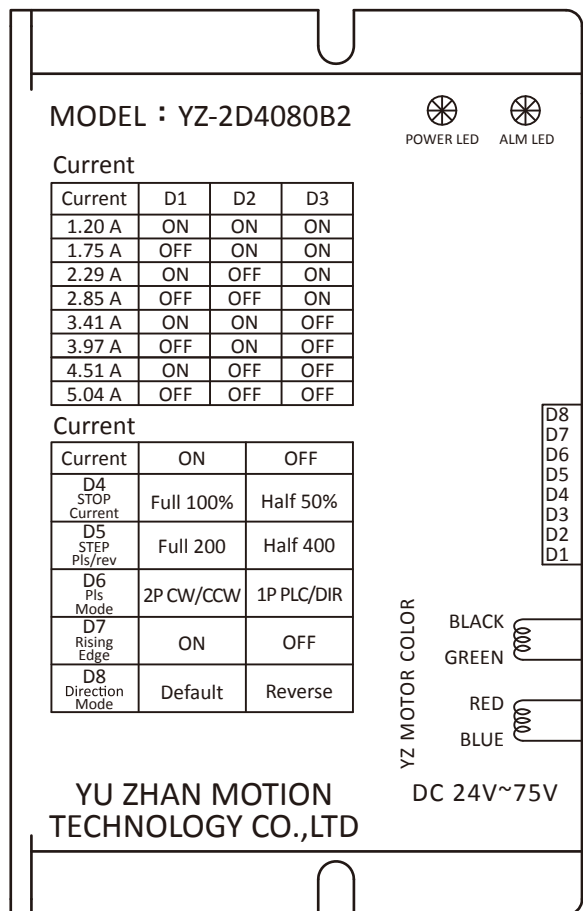 MODEL：YZ-2D4080B2
POWER LED ALM LED
Current
Current D1 D2 D3
1.20 A ON ON ON
1.75 A OFF ON ON
2.29 A ON OFF ON
2.85 A OFF OFF ON
3.41 A ON ON OFF
3.97 A OFF ON OFF
4.51 A ON OFF OFF
5.04 A OFF OFF OFF
Current
Current ON OFF
D4
STOP
Current
Full 100% Half 50%
D5
STEP
Pls/rev
Full 200 Half 400
D6
Pls
Mode
2P CW/CCW 1P PLC/DIR
D7
Rising
Edge
ON OFF
D8
Direction
Mode
Default Reverse
D8
D7
D6
D5
D4
D3
D2
D1
YZ MOTOR COLOR
BLACK
GREEN
RED
BLUE
DC 24V~75V
YU ZHAN MOTION
TECHNOLOGY CO.,LTD